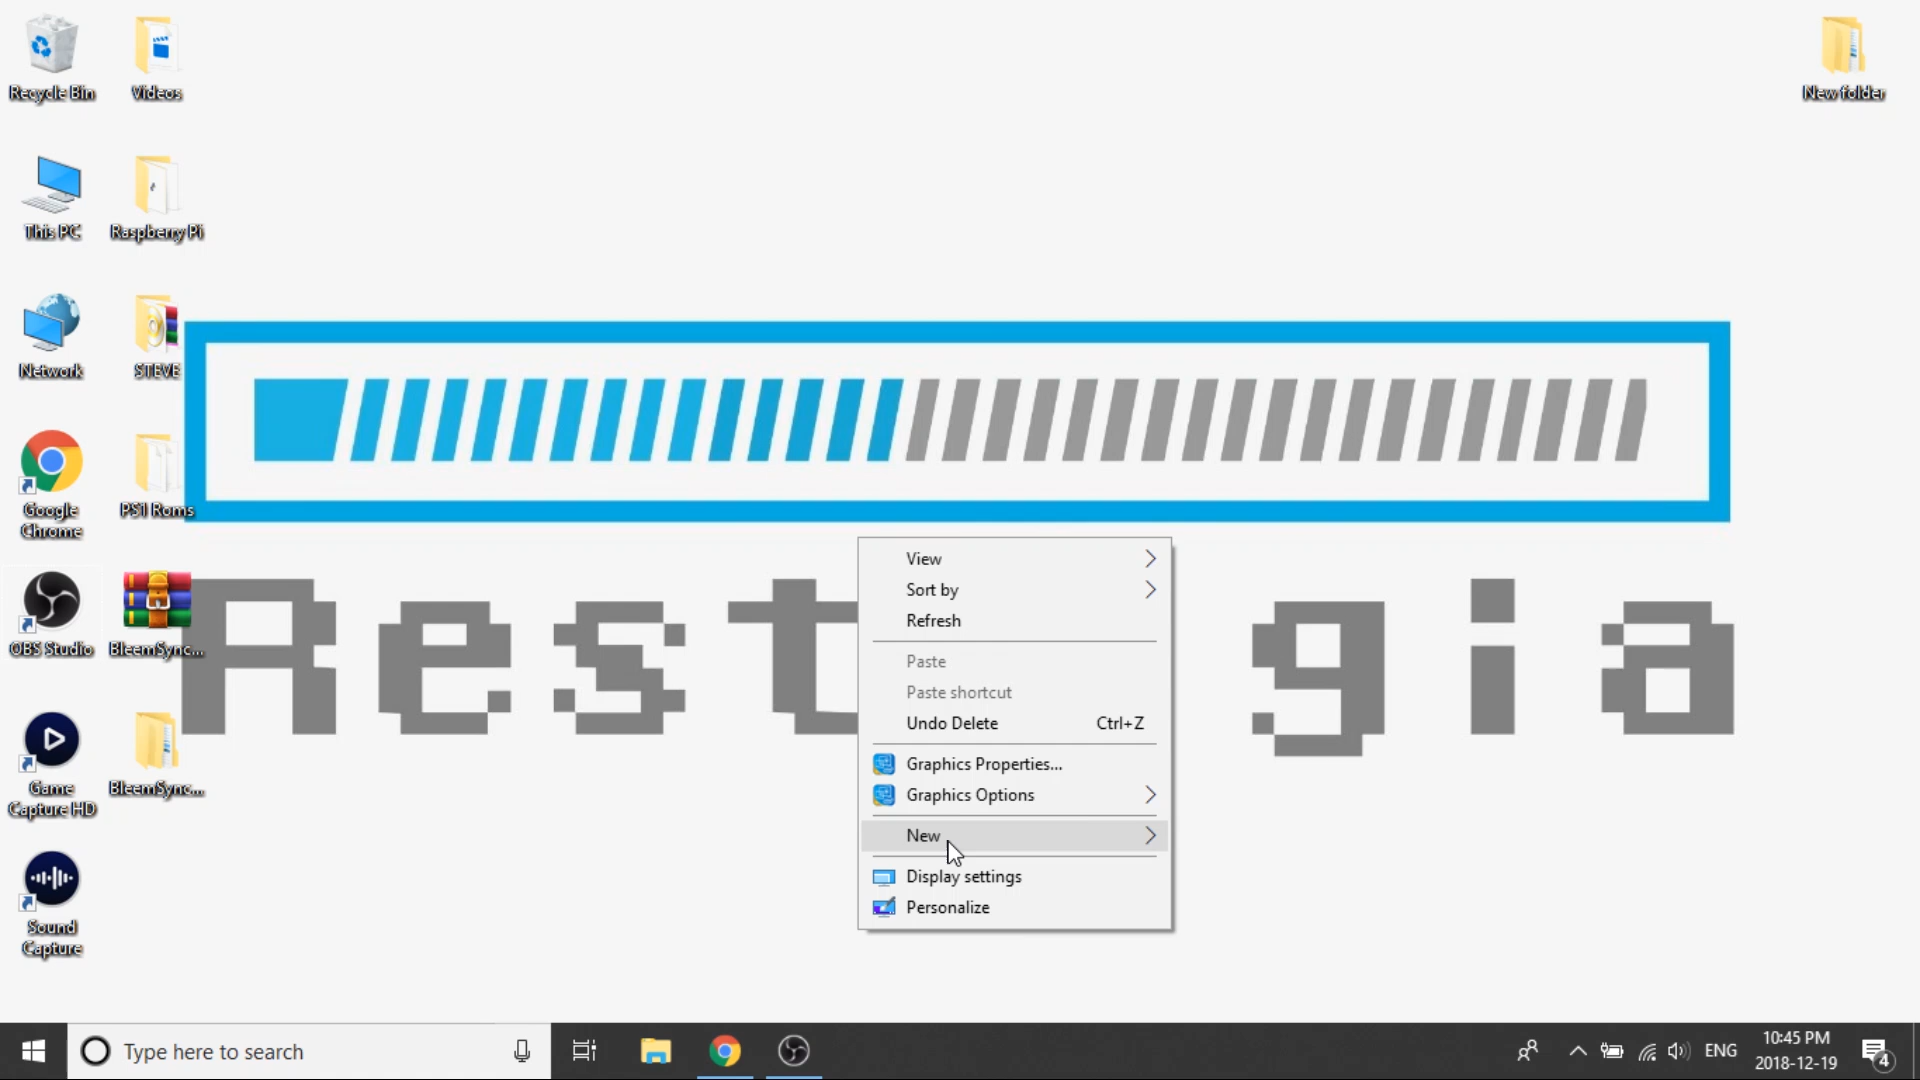 Recycle Bin
Videos
New folder
This PC
Raspberry Pi
Network
STEVE
Google
Chrome
PS1 Roms
OBS Studio
BleemSync...
Game
Capture HD
BleemSync...
Sound
Capture
Rest gia
View
Sort by
Refresh
Paste
Paste shortcut
Undo Delete Ctrl+Z
Graphics Properties...
Graphics Options
New
Display settings
Personalize
Type here to search
ENG
10:45 PM
2018-12-19
4